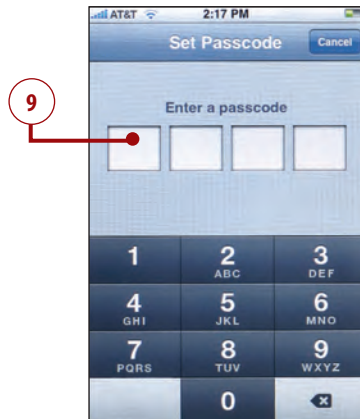 AT&T 2:17 PM
Set Passcode Cancel
9
Enter a passcode
1 2 3
ABC DEF
4 5 6
GHI JKL MNO
7 8 9
PQRS TUV WXYZ
0